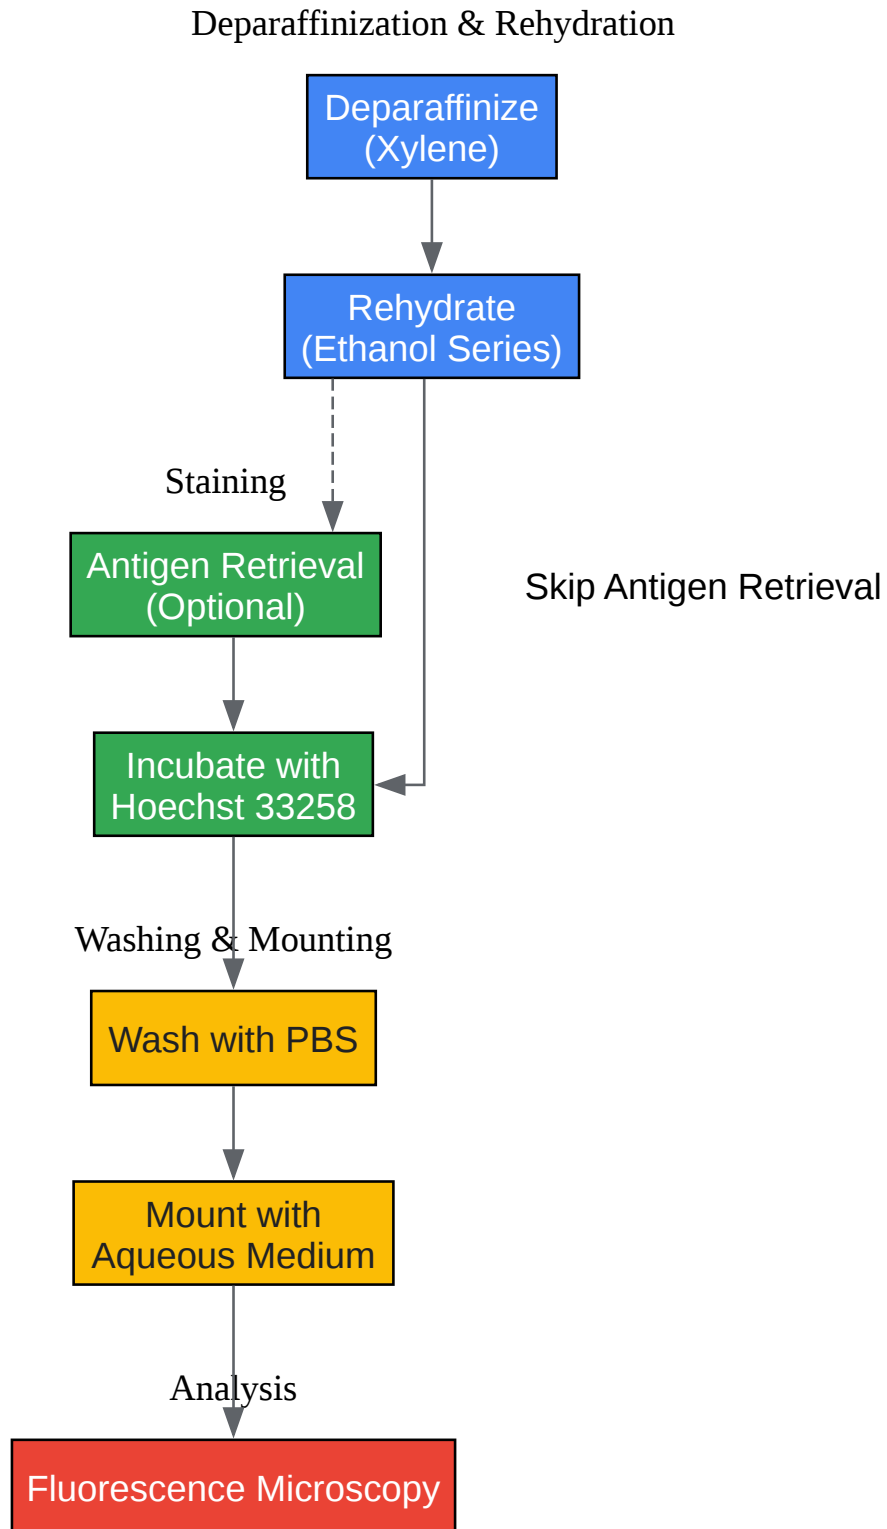 Deparaffinization & Rehydration
Deparaffinize
(Xylene)
Rehydrate
(Ethanol Series)
Staining
Antigen Retrieval
(Optional)
Skip Antigen Retrieval
Incubate with
Hoechst 33258
Washing & Mounting
Wash with PBS
Mount with
Aqueous Medium
Analysis
Fluorescence Microscopy